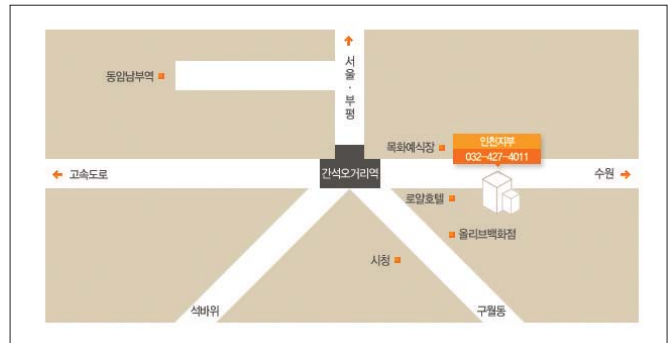 서울·부평
동암남부역
목화예식장
인천지부
032-427-4011
고속도로
간석오거리역
수원
로얄호텔
올리브백화점
시청
석바위
구월동